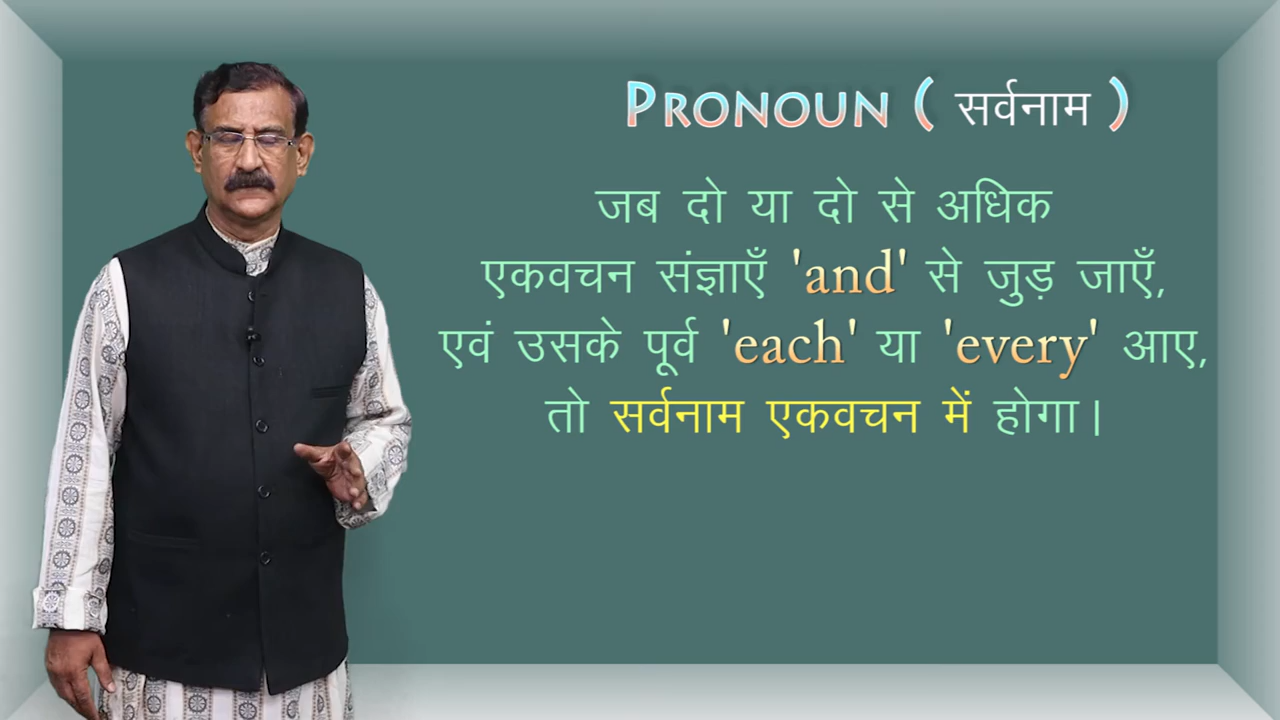 PRONOUN ( सर्वनाम )
जब दो या दो से अधिक
एकवचन संज्ञाएँ 'and' से जुड़ जाएँ,
एवं उसके पूर्व 'each' या 'every' आए,
तो सर्वनाम एकवचन में होगा।